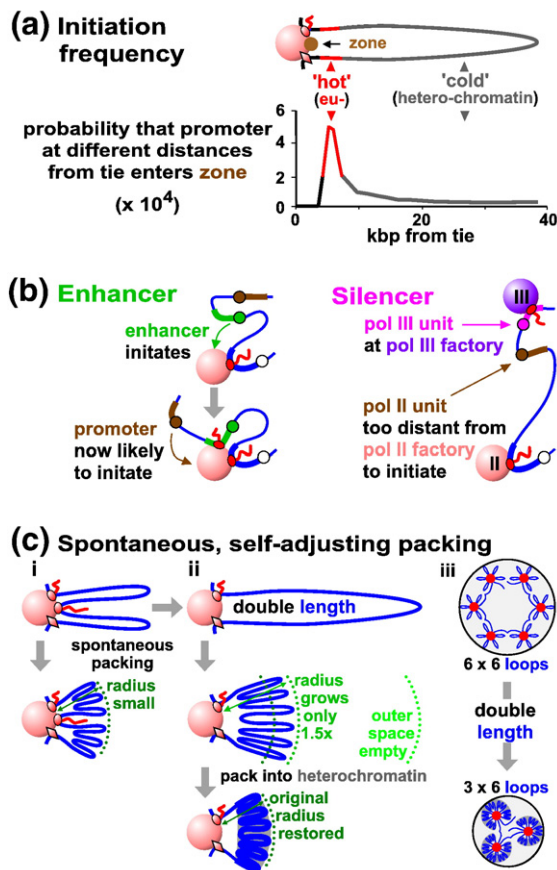 (a) Initiation
frequency
zone
'hot'
(eu-)
'cold'
(hetero-chromatin)
probability that promoter
at different distances
from tie enters zone
(x 10^4)
6
4
2
0
0
20
40
kbp from tie
(b) Enhancer
enhancer
initates
promoter
now likely
to initiate
Silencer
III
pol III unit
at pol III factory
pol II unit
too distant from
pol II factory
to initiate
II
(c) Spontaneous, self-adjusting packing
i
spontaneous
packing
radius
small
ii
double length
radius
grows
only
1.5x
outer
space
empty
pack into heterochromatin
original
radius
restored
iii
6 x 6 loops
double
length
3 x 6 loops